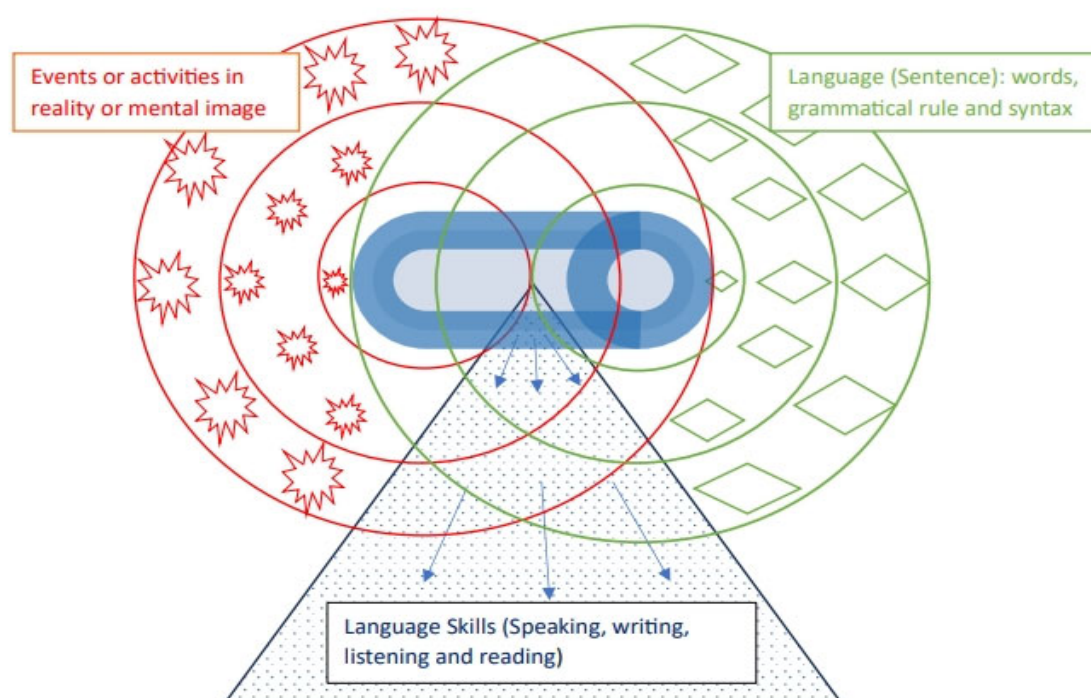 Events or activities in
reality or mental image
Language (Sentence): words,
grammatical rule and syntax
Language Skills (Speaking, writing,
listening and reading)